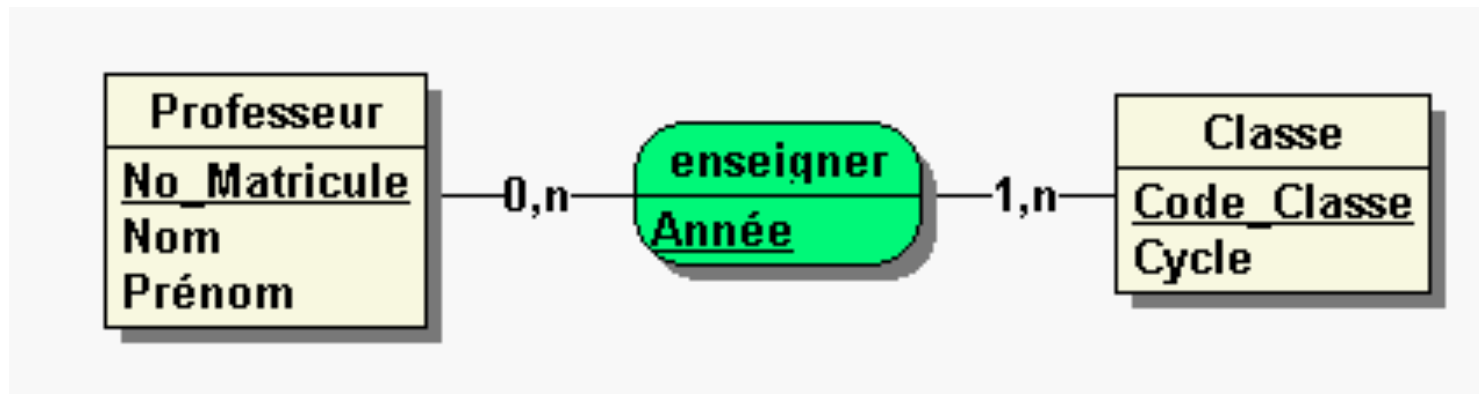 Professeur
No_Matricule
Nom
Prénom
0,n
enseigner
Année
1,n
Classe
Code_Classe
Cycle